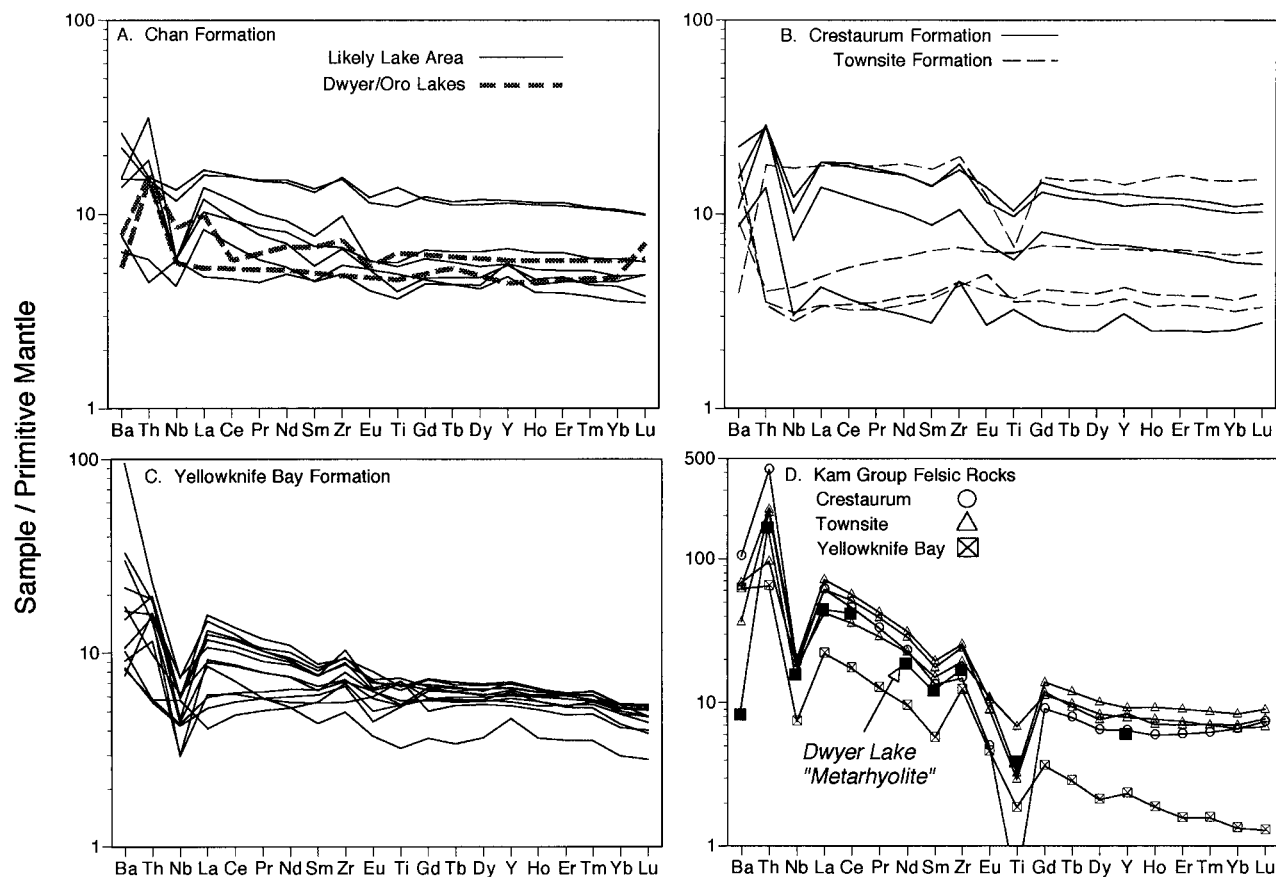 Sample / Primitive Mantle
100
10
1
A. Chan Formation
Likely Lake Area
Dwyer/Oro Lakes
Ba Th Nb La Ce Pr Nd Sm Zr Eu Ti Gd Tb Dy Y Ho Er Tm Yb Lu
100
10
1
B. Crestaurum Formation
Townsite Formation
Ba Th Nb La Ce Pr Nd Sm Zr Eu Ti Gd Tb Dy Y Ho Er Tm Yb Lu
100
10
1
C. Yellowknife Bay Formation
Ba Th Nb La Ce Pr Nd Sm Zr Eu Ti Gd Tb Dy Y Ho Er Tm Yb Lu
500
100
10
1
D. Kam Group Felsic Rocks
Crestaurum
Townsite
Yellowknife Bay
Dwyer Lake
"Metarhyolite"
Ba Th Nb La Ce Pr Nd Sm Zr Eu Ti Gd Tb Dy Y Ho Er Tm Yb Lu